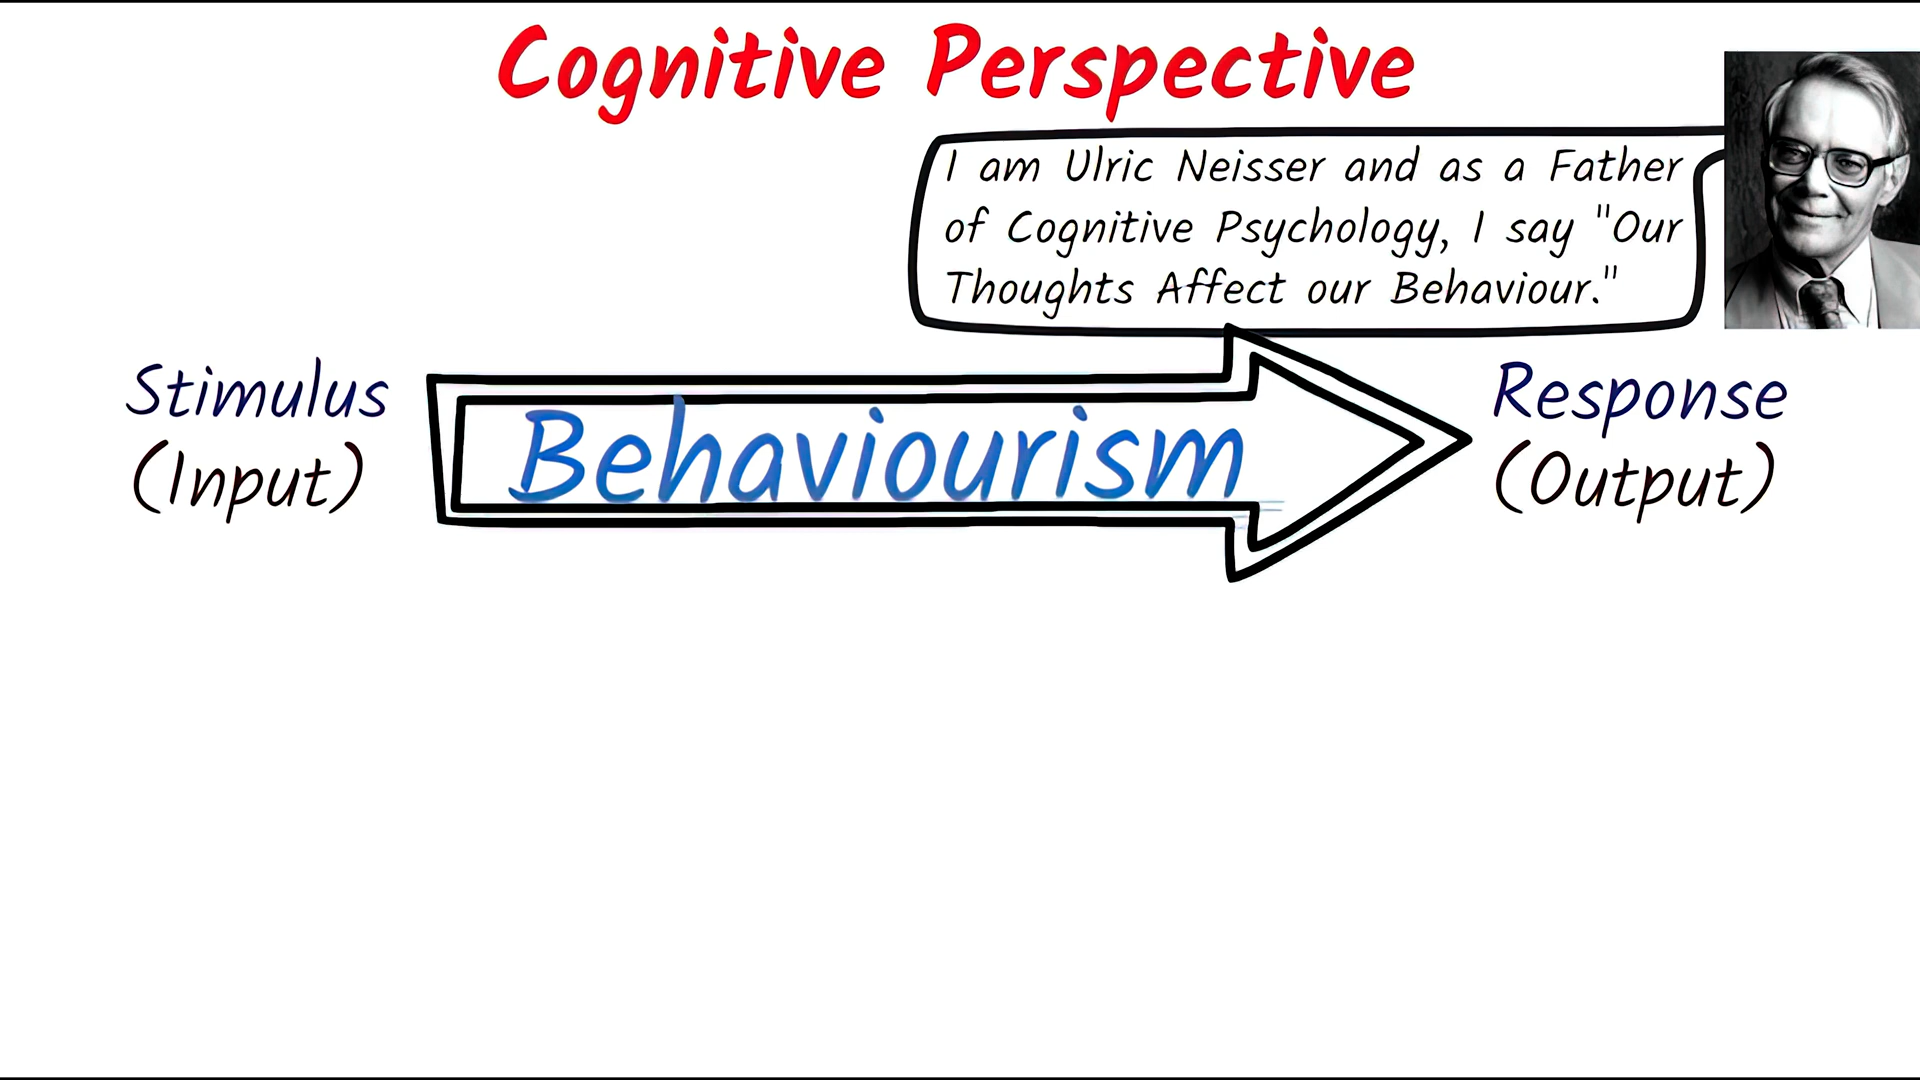 Cognitive Perspective
I am Ulric Neisser and as a Father
of Cognitive Psychology, I say "Our
Thoughts Affect our Behaviour."
Stimulus
(Input)
Behaviourism
Response
(Output)